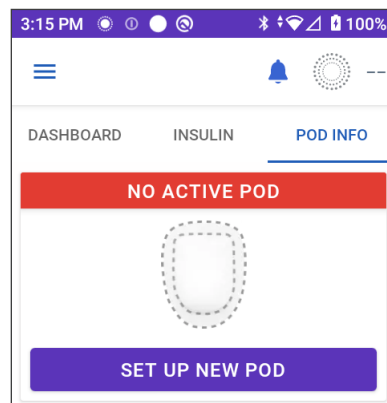 3:15 PM 100%
--
DASHBOARD INSULIN POD INFO
NO ACTIVE POD
SET UP NEW POD